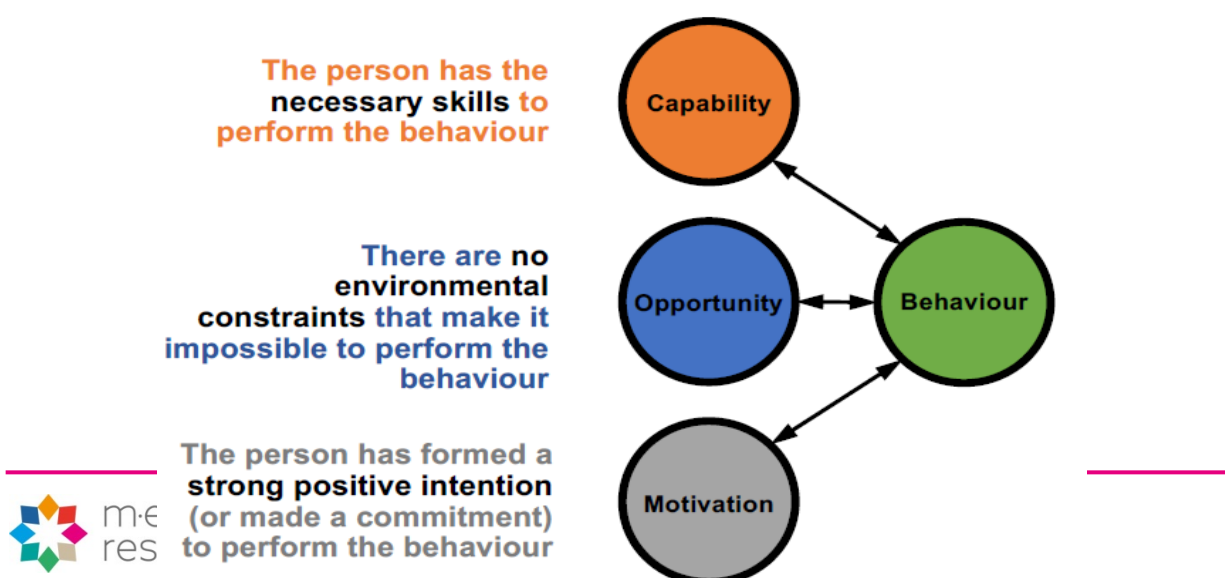 The person has the
necessary skills to
perform the behaviour
Capability
There are no
environmental
constraints that make it
impossible to perform the
behaviour
Opportunity
Behaviour
The person has formed a
strong positive intention
(or made a commitment)
to perform the behaviour
Motivation
m·e
res